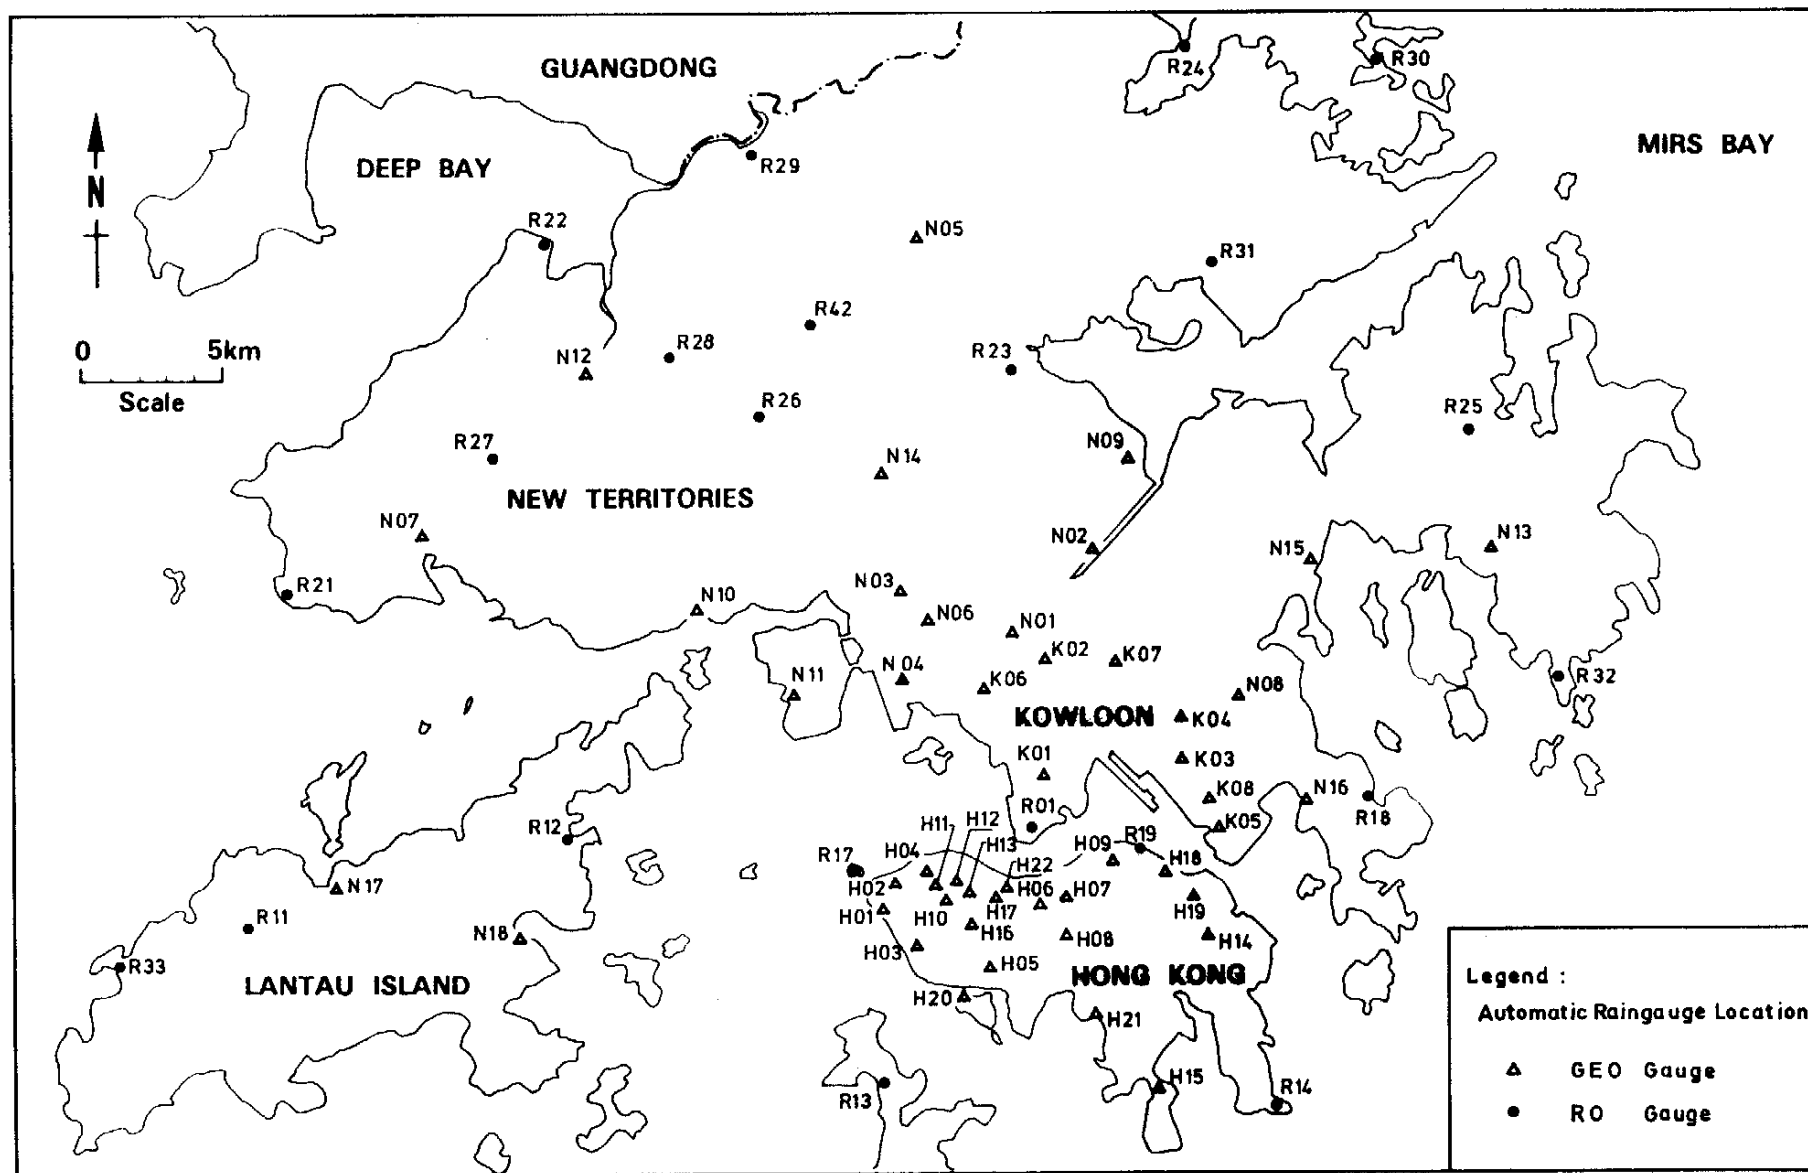 GUANGDONG
R24
R30
MIRS BAY
DEEP BAY
R29
N
R22
N05
R31
R42
0 5km
Scale
N12
R28
R23
R26
R25
R27
N09
N14
NEW TERRITORIES
N07
N02
N15
N13
R21
N03
N10
N06
N01
K02
K07
N04
N11
K06
N08
R32
KOWLOON
K04
K01
K03
K08
N16
R01
R18
K05
R12
H11
H12
H13
H09
R19
R17
H04
H22
H18
N17
H02
H06
H07
H01
H10
H17
H19
R11
H16
N18
H03
H08
H14
R33
H05
LANTAU ISLAND
HONG KONG
H20
H21
Legend :
Automatic Raingauge Location
GEO Gauge
RO Gauge
R13
H15
R14